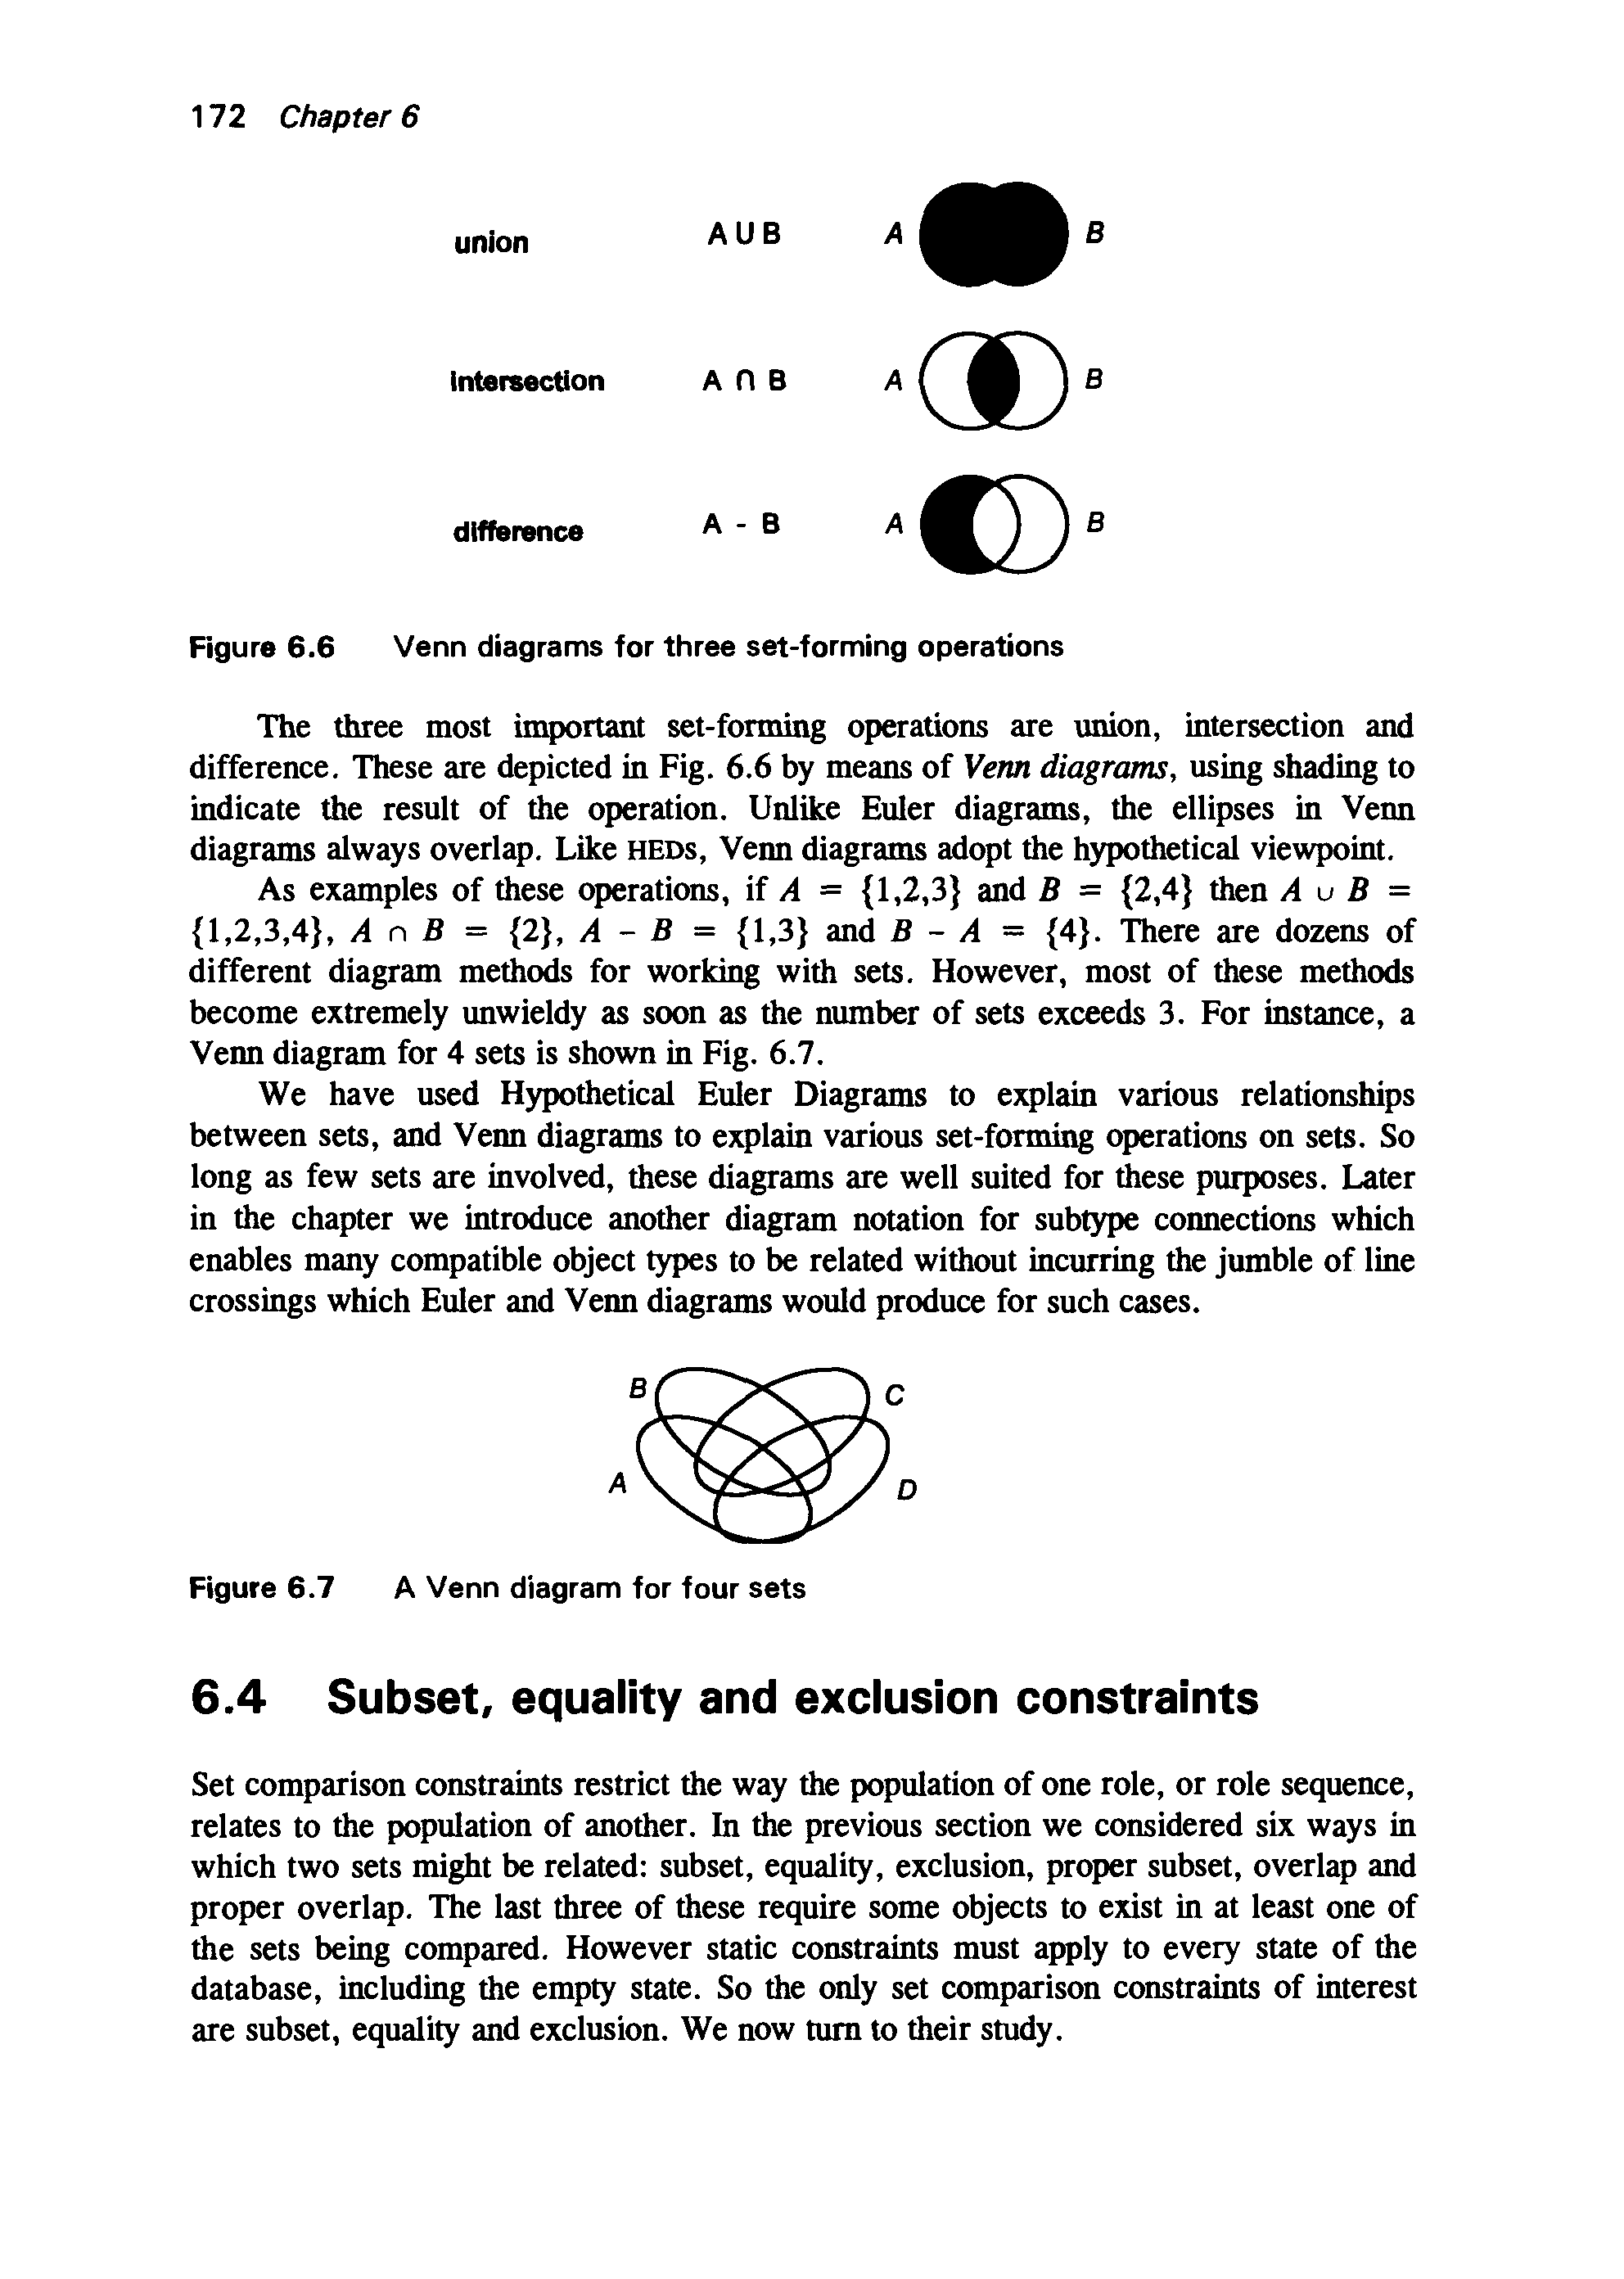 172 Chapter 6
union A U B A B
intersection A ∩ B A B
difference A - B A B
Figure 6.6 Venn diagrams for three set-forming operations
The three most important set-forming operations are union, intersection and
difference. These are depicted in Fig. 6.6 by means of Venn diagrams, using shading to
indicate the result of the operation. Unlike Euler diagrams, the ellipses in Venn
diagrams always overlap. Like HEDs, Venn diagrams adopt the hypothetical viewpoint.
As examples of these operations, if A = {1,2,3} and B = {2,4} then A ∪ B =
{1,2,3,4}, A ∩ B = {2}, A - B = {1,3} and B - A = {4}. There are dozens of
different diagram methods for working with sets. However, most of these methods
become extremely unwieldy as soon as the number of sets exceeds 3. For instance, a
Venn diagram for 4 sets is shown in Fig. 6.7.
We have used Hypothetical Euler Diagrams to explain various relationships
between sets, and Venn diagrams to explain various set-forming operations on sets. So
long as few sets are involved, these diagrams are well suited for these purposes. Later
in the chapter we introduce another diagram notation for subtype connections which
enables many compatible object types to be related without incurring the jumble of line
crossings which Euler and Venn diagrams would produce for such cases.
B C
A D
Figure 6.7 A Venn diagram for four sets
6.4 Subset, equality and exclusion constraints
Set comparison constraints restrict the way the population of one role, or role sequence,
relates to the population of another. In the previous section we considered six ways in
which two sets might be related: subset, equality, exclusion, proper subset, overlap and
proper overlap. The last three of these require some objects to exist in at least one of
the sets being compared. However static constraints must apply to every state of the
database, including the empty state. So the only set comparison constraints of interest
are subset, equality and exclusion. We now turn to their study.